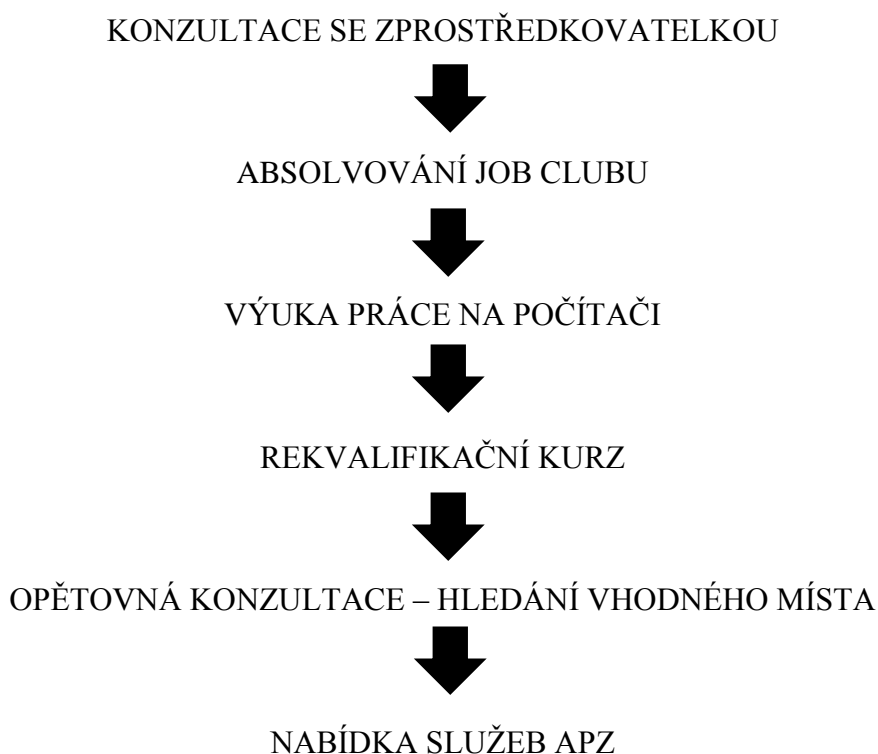 KONZULTACE SE ZPROSTŘEDKOVATELKOU
ABSOLVOVÁNÍ JOB CLUBU
VÝUKA PRÁCE NA POČÍTAČI
REKVALIFIKAČNÍ KURZ
OPĚTOVNÁ KONZULTACE – HLEDÁNÍ VHODNÉHO MÍSTA
NABÍDKA SLUŽEB APZ